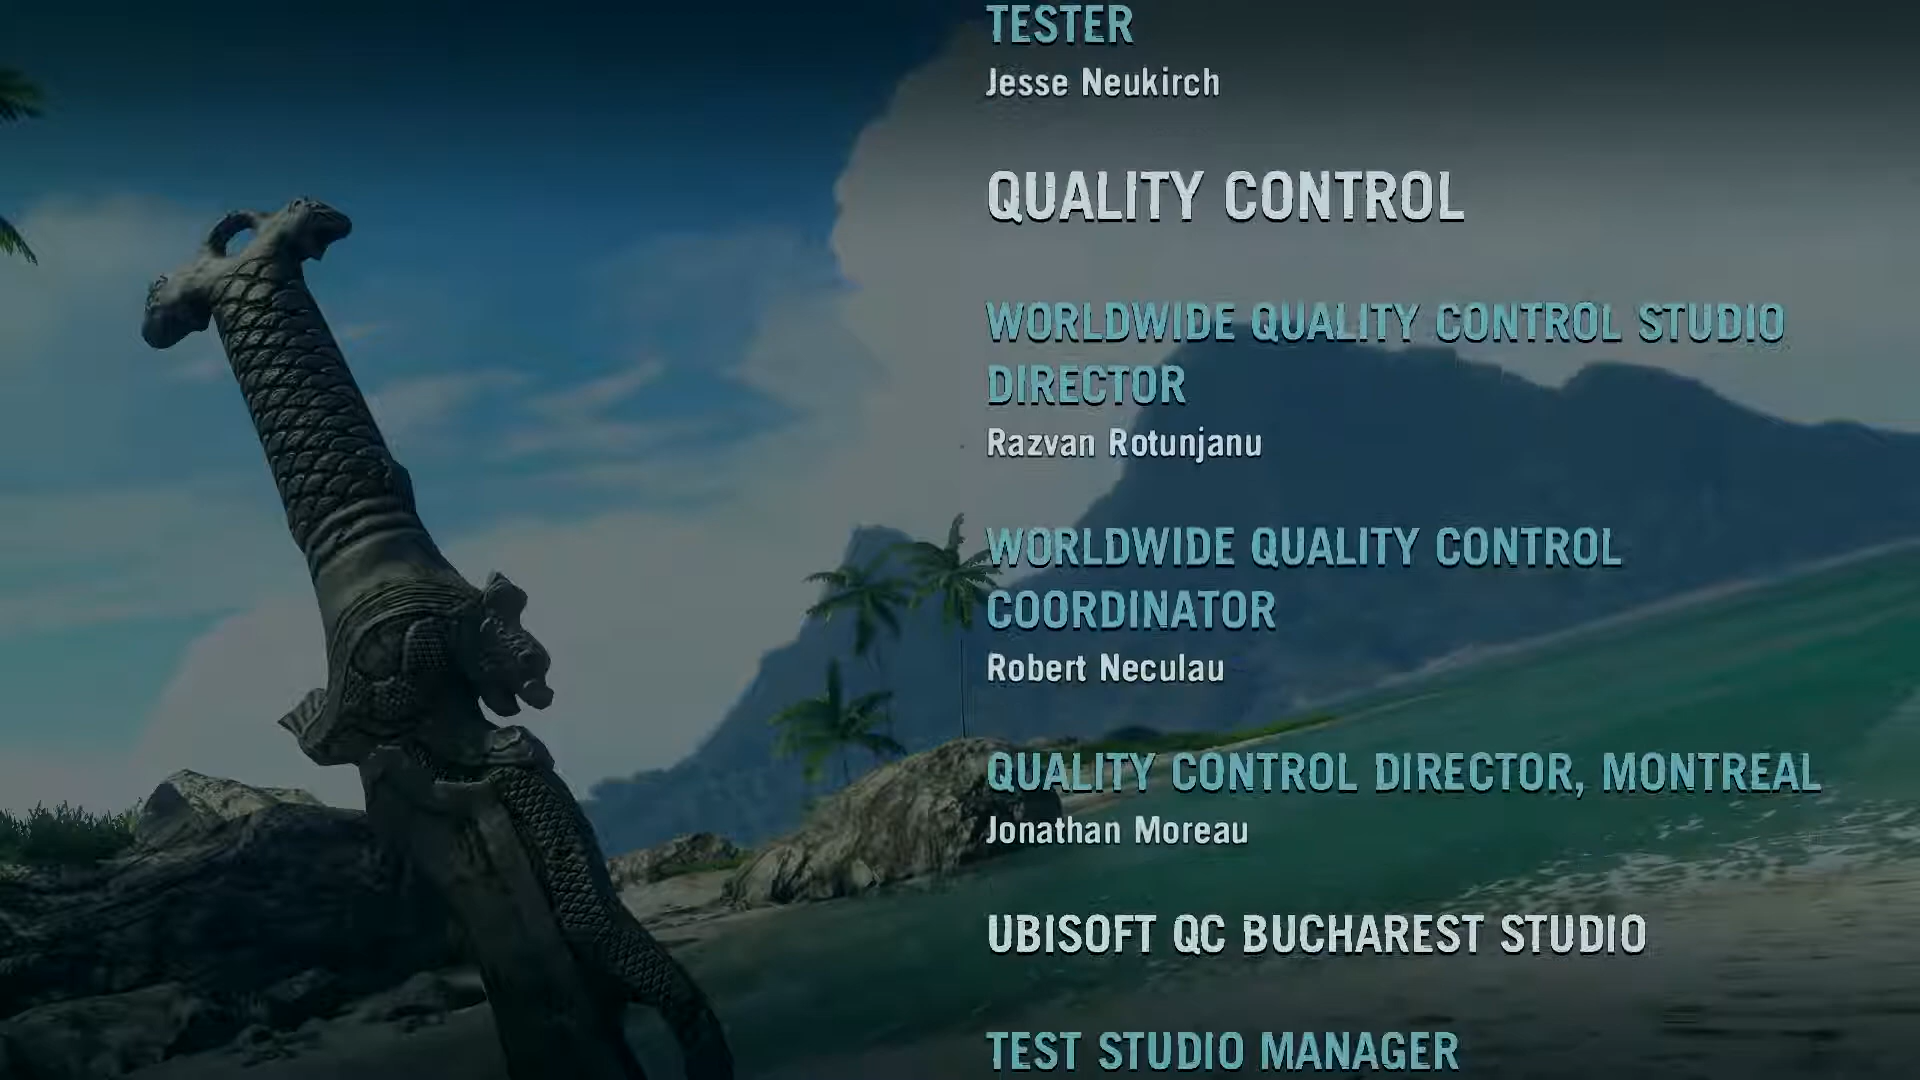 TESTER
Jesse Neukirch
QUALITY CONTROL
WORLDWIDE QUALITY CONTROL STUDIO
DIRECTOR
Razvan Rotunjanu
WORLDWIDE QUALITY CONTROL
COORDINATOR
Robert Neculau
QUALITY CONTROL DIRECTOR, MONTREAL
Jonathan Moreau
UBISOFT QC BUCHAREST STUDIO
TEST STUDIO MANAGER